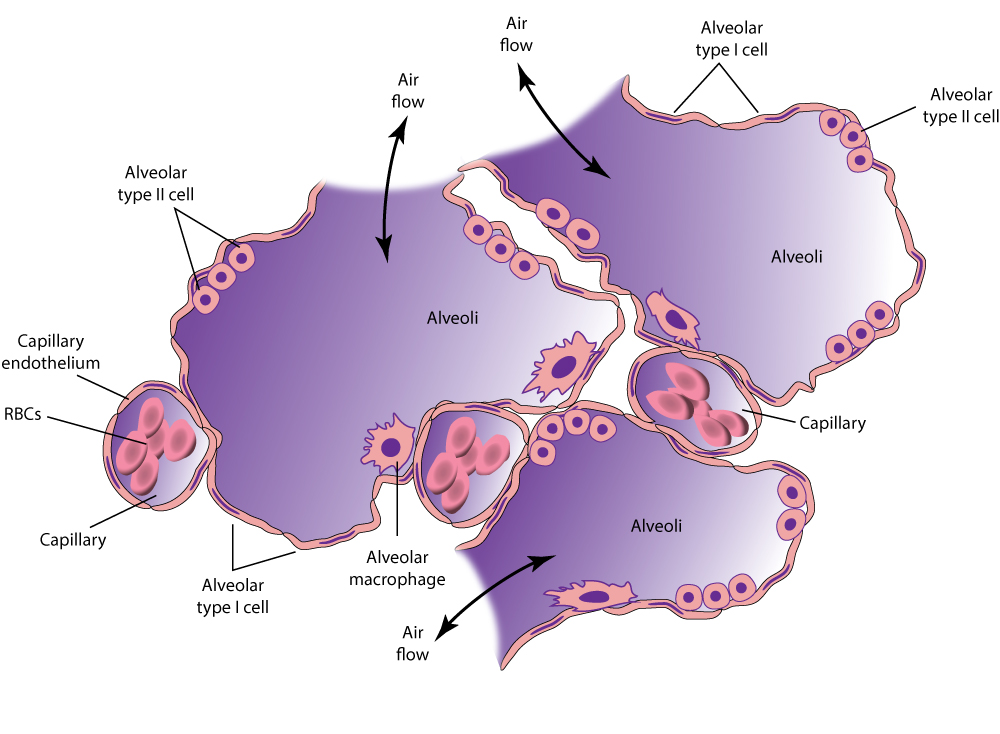 Air
flow
Alveolar
type I cell
Air
flow
Alveolar
type II cell
Alveolar
type II cell
Alveoli
Alveoli
Capillary
endothelium
RBCs
Capillary
Alveoli
Capillary
Alveolar
macrophage
Alveolar
type I cell
Air
flow